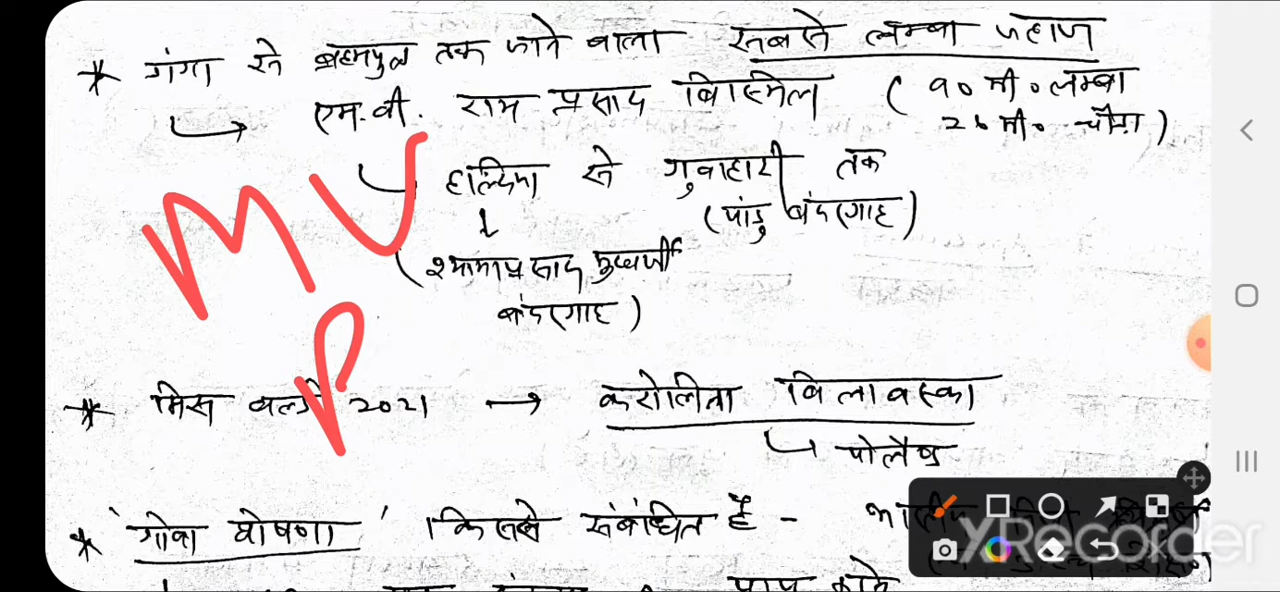 * गंगा से ब्रह्मपुत्र तक जाने वाला सबसे लम्बा जहाज
→ एम.वी. राम प्रसाद बिस्मिल ( 90 मी० लम्बा
26 मी० चौड़ा )
हल्दिया से गुवाहाटी तक
(पांडु बंदरगाह)
(श्यामाप्रसाद मुखर्जी
बंदरगाह)
MV
P
* मिस वर्ल्ड 2021 → करोलिना बिलावस्का
पोलैण्ड
* 'गोवा घोषणा' किससे संबंधित है -
XRecorder